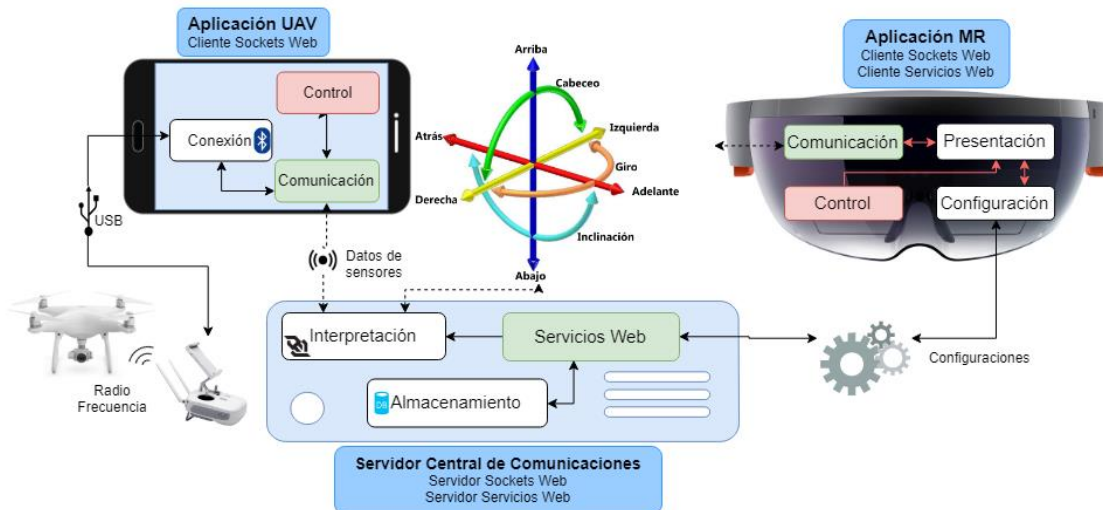 Aplicación UAV
Cliente Sockets Web
Control
Conexión
Comunicación
USB
Radio
Frecuencia
Datos de
sensores
Arriba
Cabeceo
Atrás
Izquierda
Giro
Derecha
Adelante
Inclinación
Abajo
Aplicación MR
Cliente Sockets Web
Cliente Servicios Web
Comunicación
Presentación
Control
Configuración
Configuraciones
Interpretación
Servicios Web
DB
Almacenamiento
Servidor Central de Comunicaciones
Servidor Sockets Web
Servidor Servicios Web